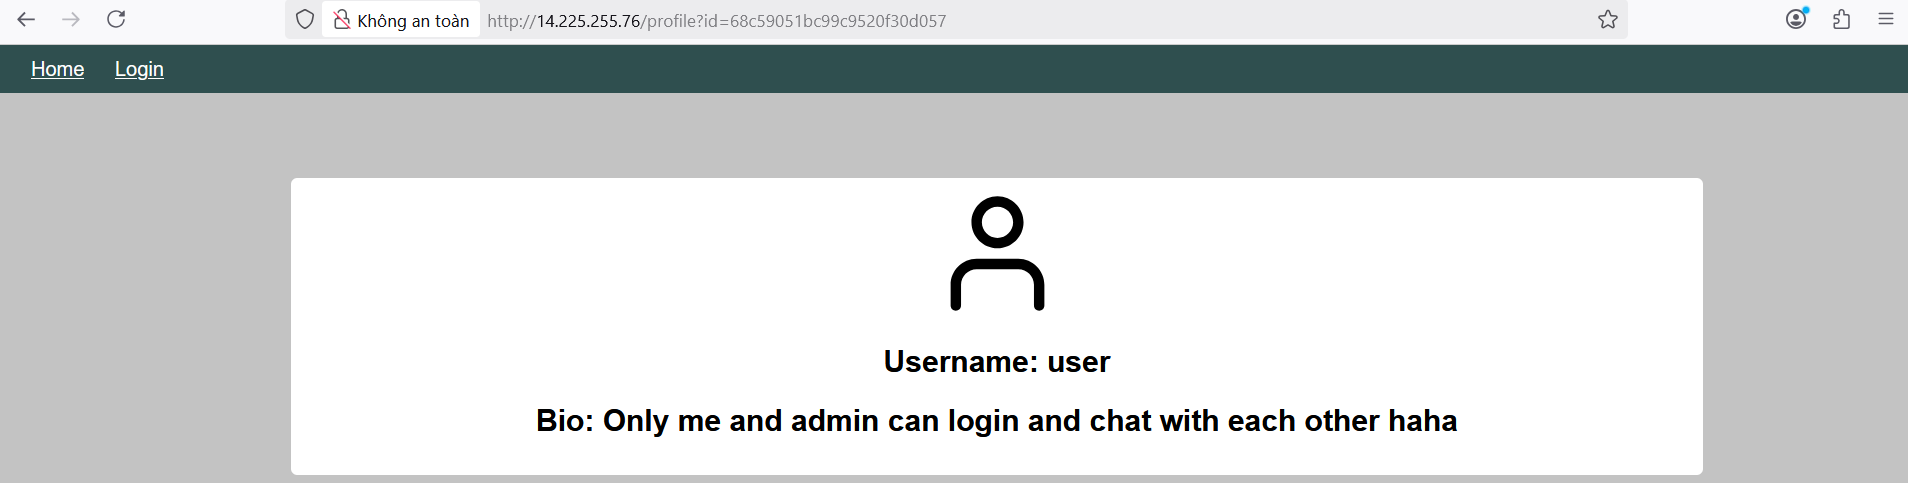 Không an toàn http://14.225.255.76/profile?id=68c59051bc99c9520f30d057
Home Login
Username: user
Bio: Only me and admin can login and chat with each other haha